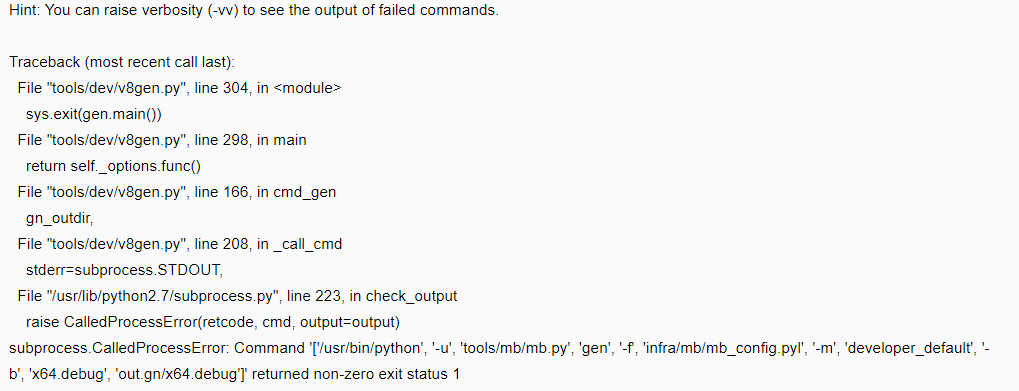 Hint: You can raise verbosity (-vv) to see the output of failed commands.

Traceback (most recent call last):
  File "tools/dev/v8gen.py", line 304, in <module>
    sys.exit(gen.main())
  File "tools/dev/v8gen.py", line 298, in main
    return self._options.func()
  File "tools/dev/v8gen.py", line 166, in cmd_gen
    gn_outdir,
  File "tools/dev/v8gen.py", line 208, in _call_cmd
    stderr=subprocess.STDOUT,
  File "/usr/lib/python2.7/subprocess.py", line 223, in check_output
    raise CalledProcessError(retcode, cmd, output=output)
subprocess.CalledProcessError: Command '['/usr/bin/python', '-u', 'tools/mb/mb.py', 'gen', '-f', 'infra/mb/mb_config.pyl', '-m', 'developer_default', '-
b', 'x64.debug', 'out.gn/x64.debug']' returned non-zero exit status 1